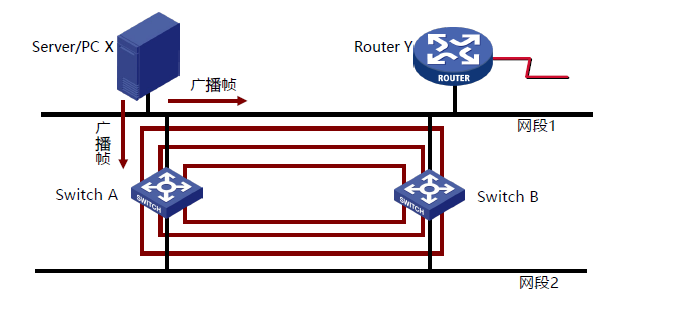 Server/PC X
Router Y
ROUTER
广播帧
网段1
广播帧
Switch A
SWITCH
Switch B
SWITCH
网段2